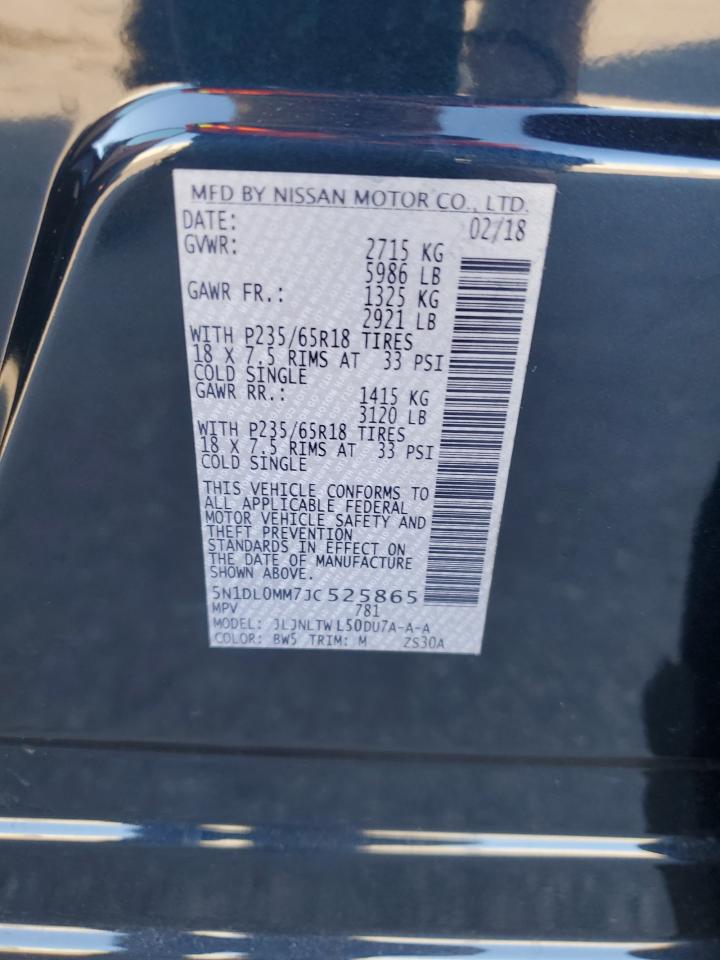 MFD BY NISSAN MOTOR CO., LTD.
DATE: 02/18
GVWR: 2715 KG
5986 LB
GAWR FR.: 1325 KG
2921 LB
WITH P235/65R18 TIRES
18 X 7.5 RIMS AT 33 PSI
COLD SINGLE
GAWR RR.: 1415 KG
3120 LB
WITH P235/65R18 TIRES
18 X 7.5 RIMS AT 33 PSI
COLD SINGLE
THIS VEHICLE CONFORMS TO
ALL APPLICABLE FEDERAL
MOTOR VEHICLE SAFETY AND
THEFT PREVENTION
STANDARDS IN EFFECT ON
THE DATE OF MANUFACTURE
SHOWN ABOVE.
5N1DL0MM7JC525865
MPV 781
MODEL: JLJNLTWL50DU7A-A-A
COLOR: BW5 TRIM: M ZS30A